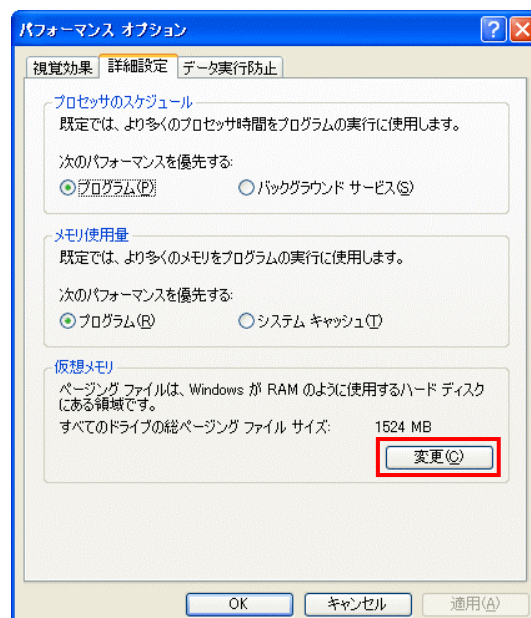 パフォーマンス オプション
視覚効果 詳細設定 データ実行防止
プロセッサのスケジュール
既定では、より多くのプロセッサ時間をプログラムの実行に使用します。
次のパフォーマンスを優先する:
プログラム(P) バックグラウンド サービス(S)
メモリ使用量
既定では、より多くのメモリをプログラムの実行に使用します。
次のパフォーマンスを優先する:
プログラム(R) システム キャッシュ(T)
仮想メモリ
ページング ファイルは、Windows が RAM のように使用するハード ディスク
にある領域です。
すべてのドライブの総ページング ファイル サイズ: 1524 MB
変更(C)
OK キャンセル 適用(A)